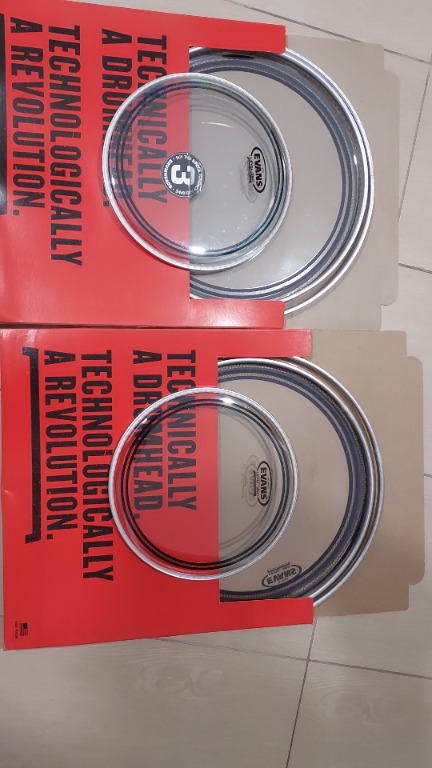 TECHNICALLY
A DRUMHEAD.
TECHNOLOGICALLY
A REVOLUTION.
3
EVANS
TECHNICALLY
A DRUMHEAD.
TECHNOLOGICALLY
A REVOLUTION.
EVANS
EVANS